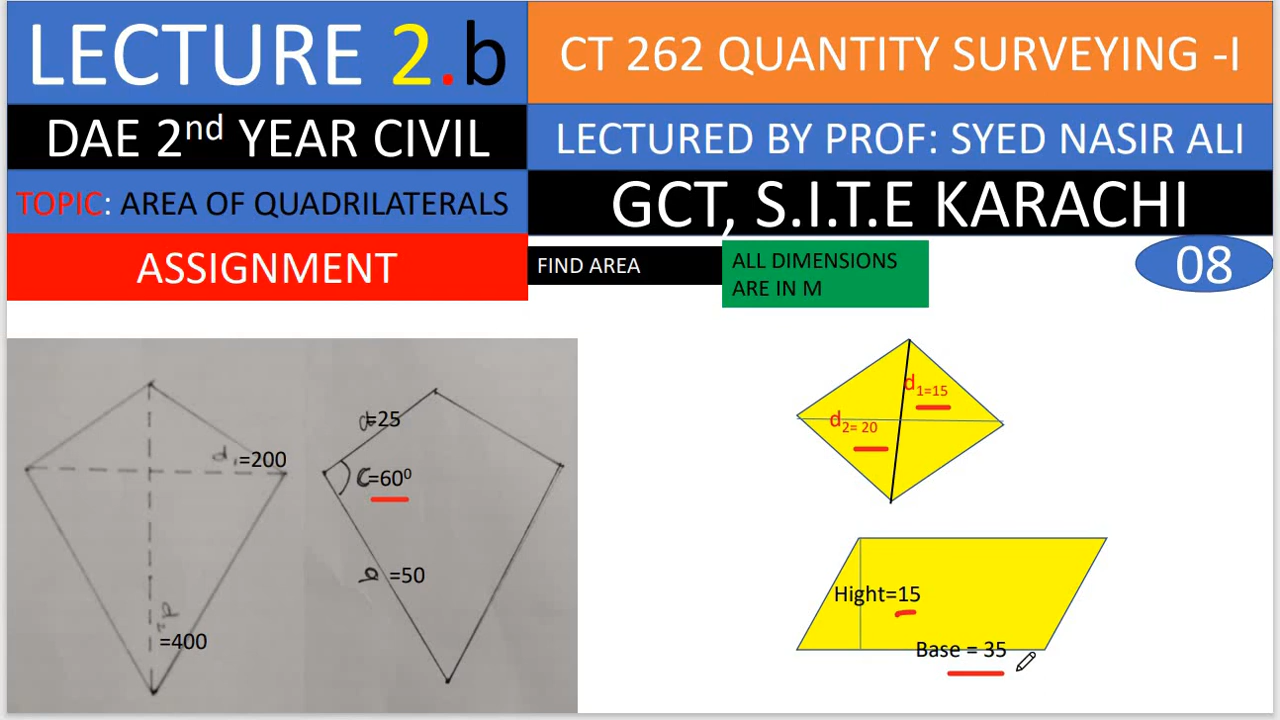 LECTURE 2.b
CT 262 QUANTITY SURVEYING -I
DAE 2nd YEAR CIVIL
LECTURED BY PROF: SYED NASIR ALI
TOPIC: AREA OF QUADRILATERALS
GCT, S.I.T.E KARACHI
ASSIGNMENT
FIND AREA
ALL DIMENSIONS
ARE IN M
08
d1=200
d2
=400
a=25
C=60⁰
b=50
d1=15
d2= 20
Hight=15
Base = 35